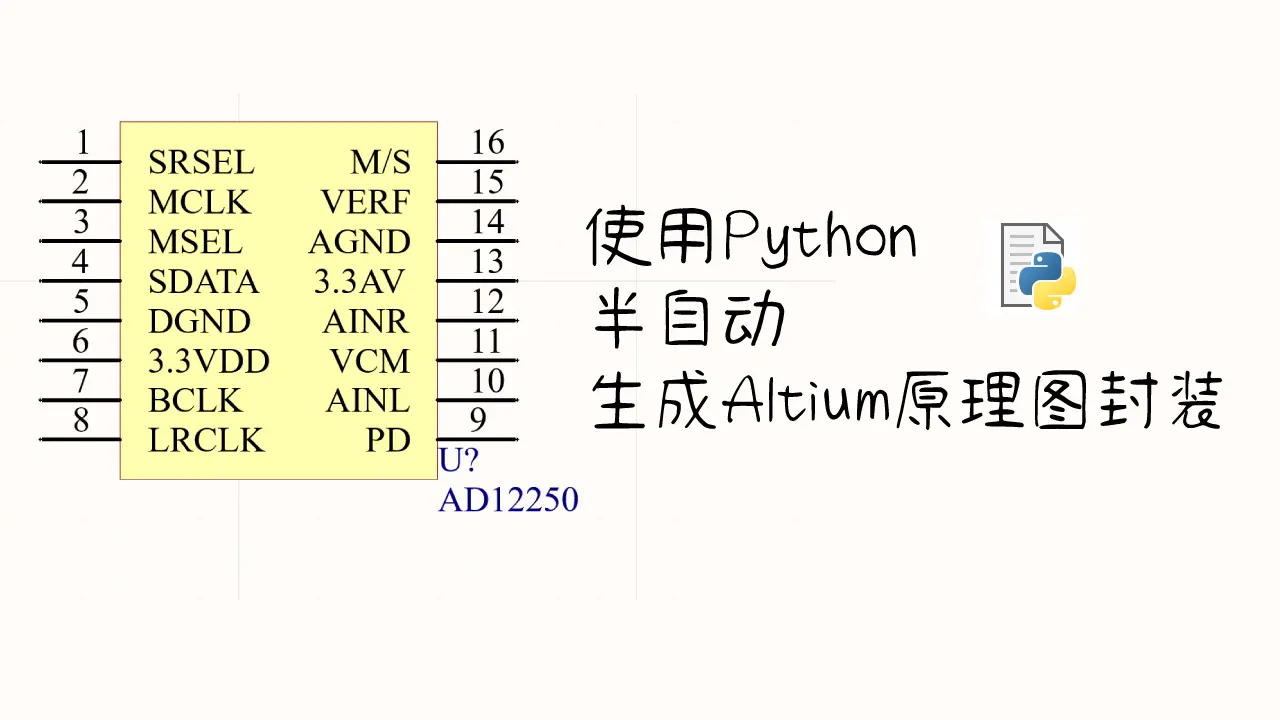 1 SRSEL M/S 16
2 MCLK VERF 15
3 MSEL AGND 14
4 SDATA 3.3AV 13
5 DGND AINR 12
6 3.3VDD VCM 11
7 BCLK AINL 10
8 LRCLK PD 9
U?
AD12250
使用Python
半自动
生成Altium原理图封装